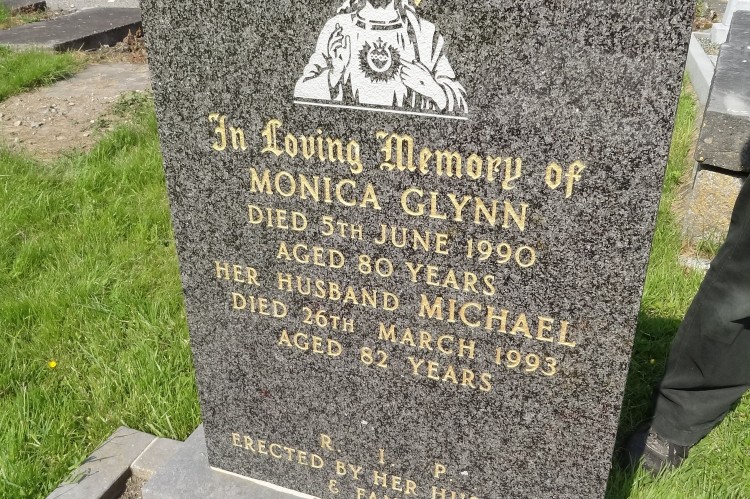 In Loving Memory of
MONICA GLYNN
DIED 5TH JUNE 1990
AGED 80 YEARS
HER HUSBAND MICHAEL
DIED 26TH MARCH 1993
AGED 82 YEARS
R. I. P.
ERECTED BY HER
&